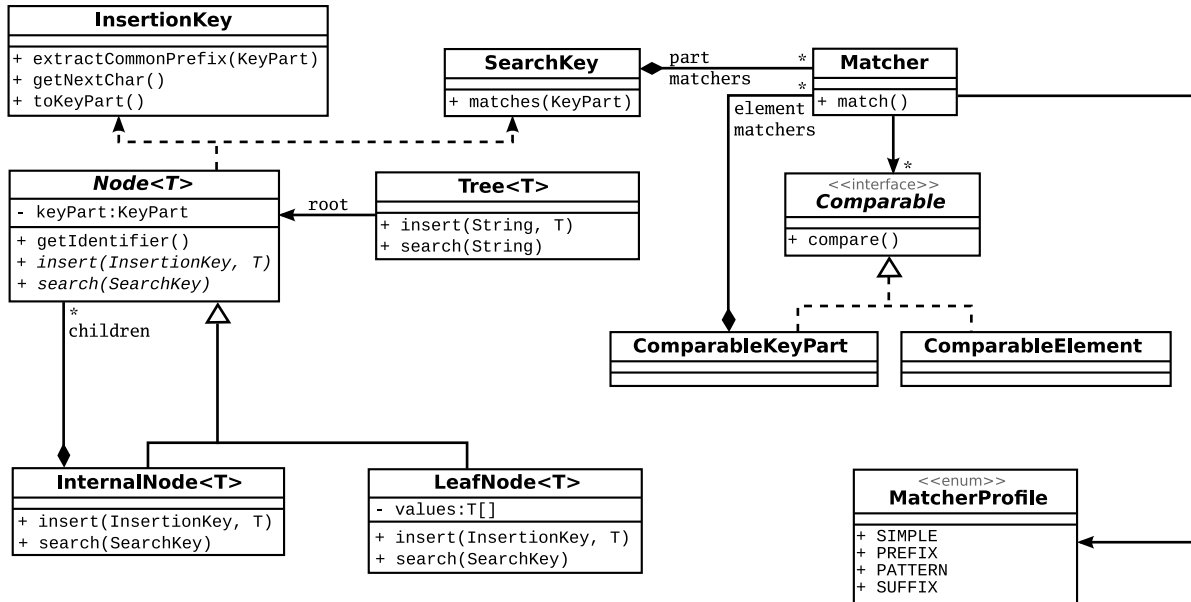 InsertionKey
+ extractCommonPrefix(KeyPart)
+ getNextChar()
+ toKeyPart()
SearchKey
+ matches(KeyPart)
part
matchers
*
*
element
matchers
Matcher
+ match()
*
Node<T>
- keyPart:KeyPart
+ getIdentifier()
+ insert(InsertionKey, T)
+ search(SearchKey)
root
Tree<T>
+ insert(String, T)
+ search(String)
<<interface>>
Comparable
+ compare()
*
children
ComparableKeyPart
ComparableElement
InternalNode<T>
+ insert(InsertionKey, T)
+ search(SearchKey)
LeafNode<T>
- values:T[]
+ insert(InsertionKey, T)
+ search(SearchKey)
<<enum>>
MatcherProfile
+ SIMPLE
+ PREFIX
+ PATTERN
+ SUFFIX